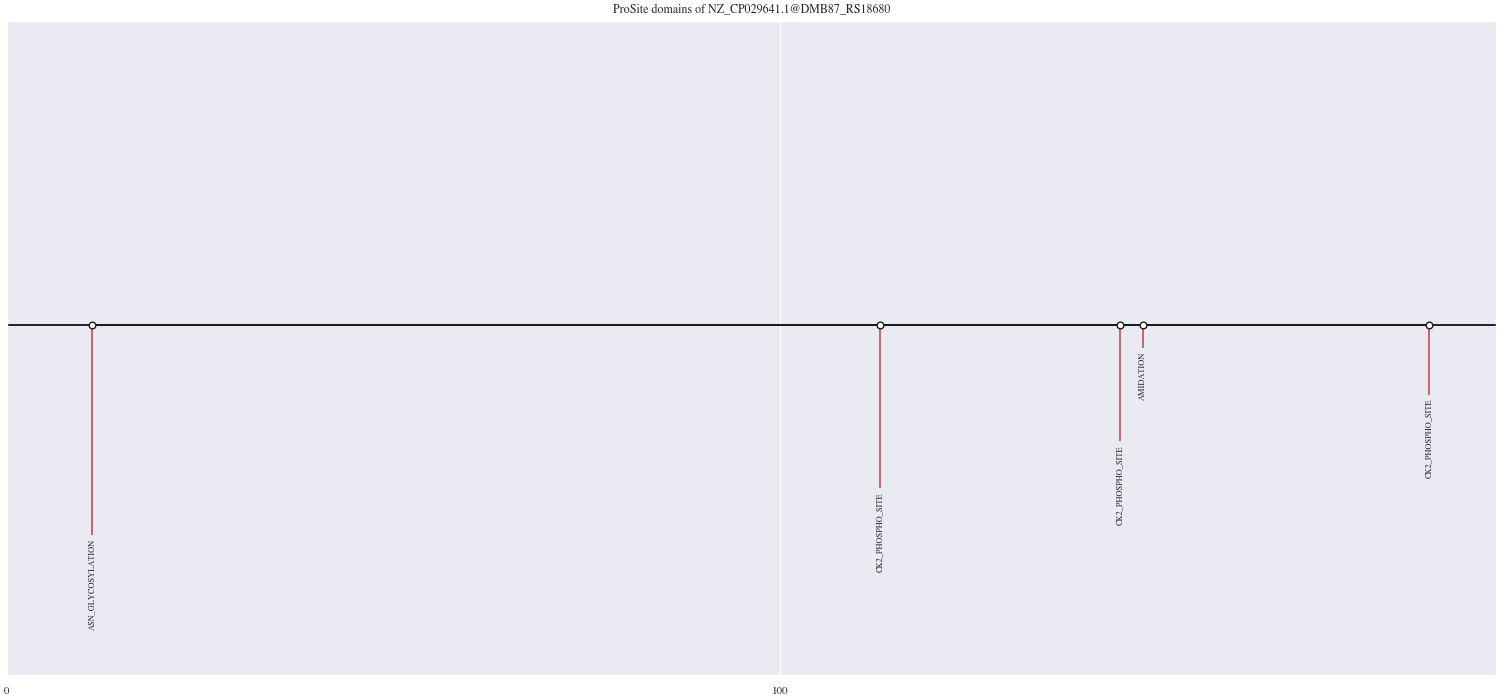 ProSite domains of NZ_CP029641.1@DMB87_RS18680
ASN_GLYCOSYLATION
CK2_PHOSPHO_SITE
CK2_PHOSPHO_SITE
AMIDATION
CK2_PHOSPHO_SITE
0
100